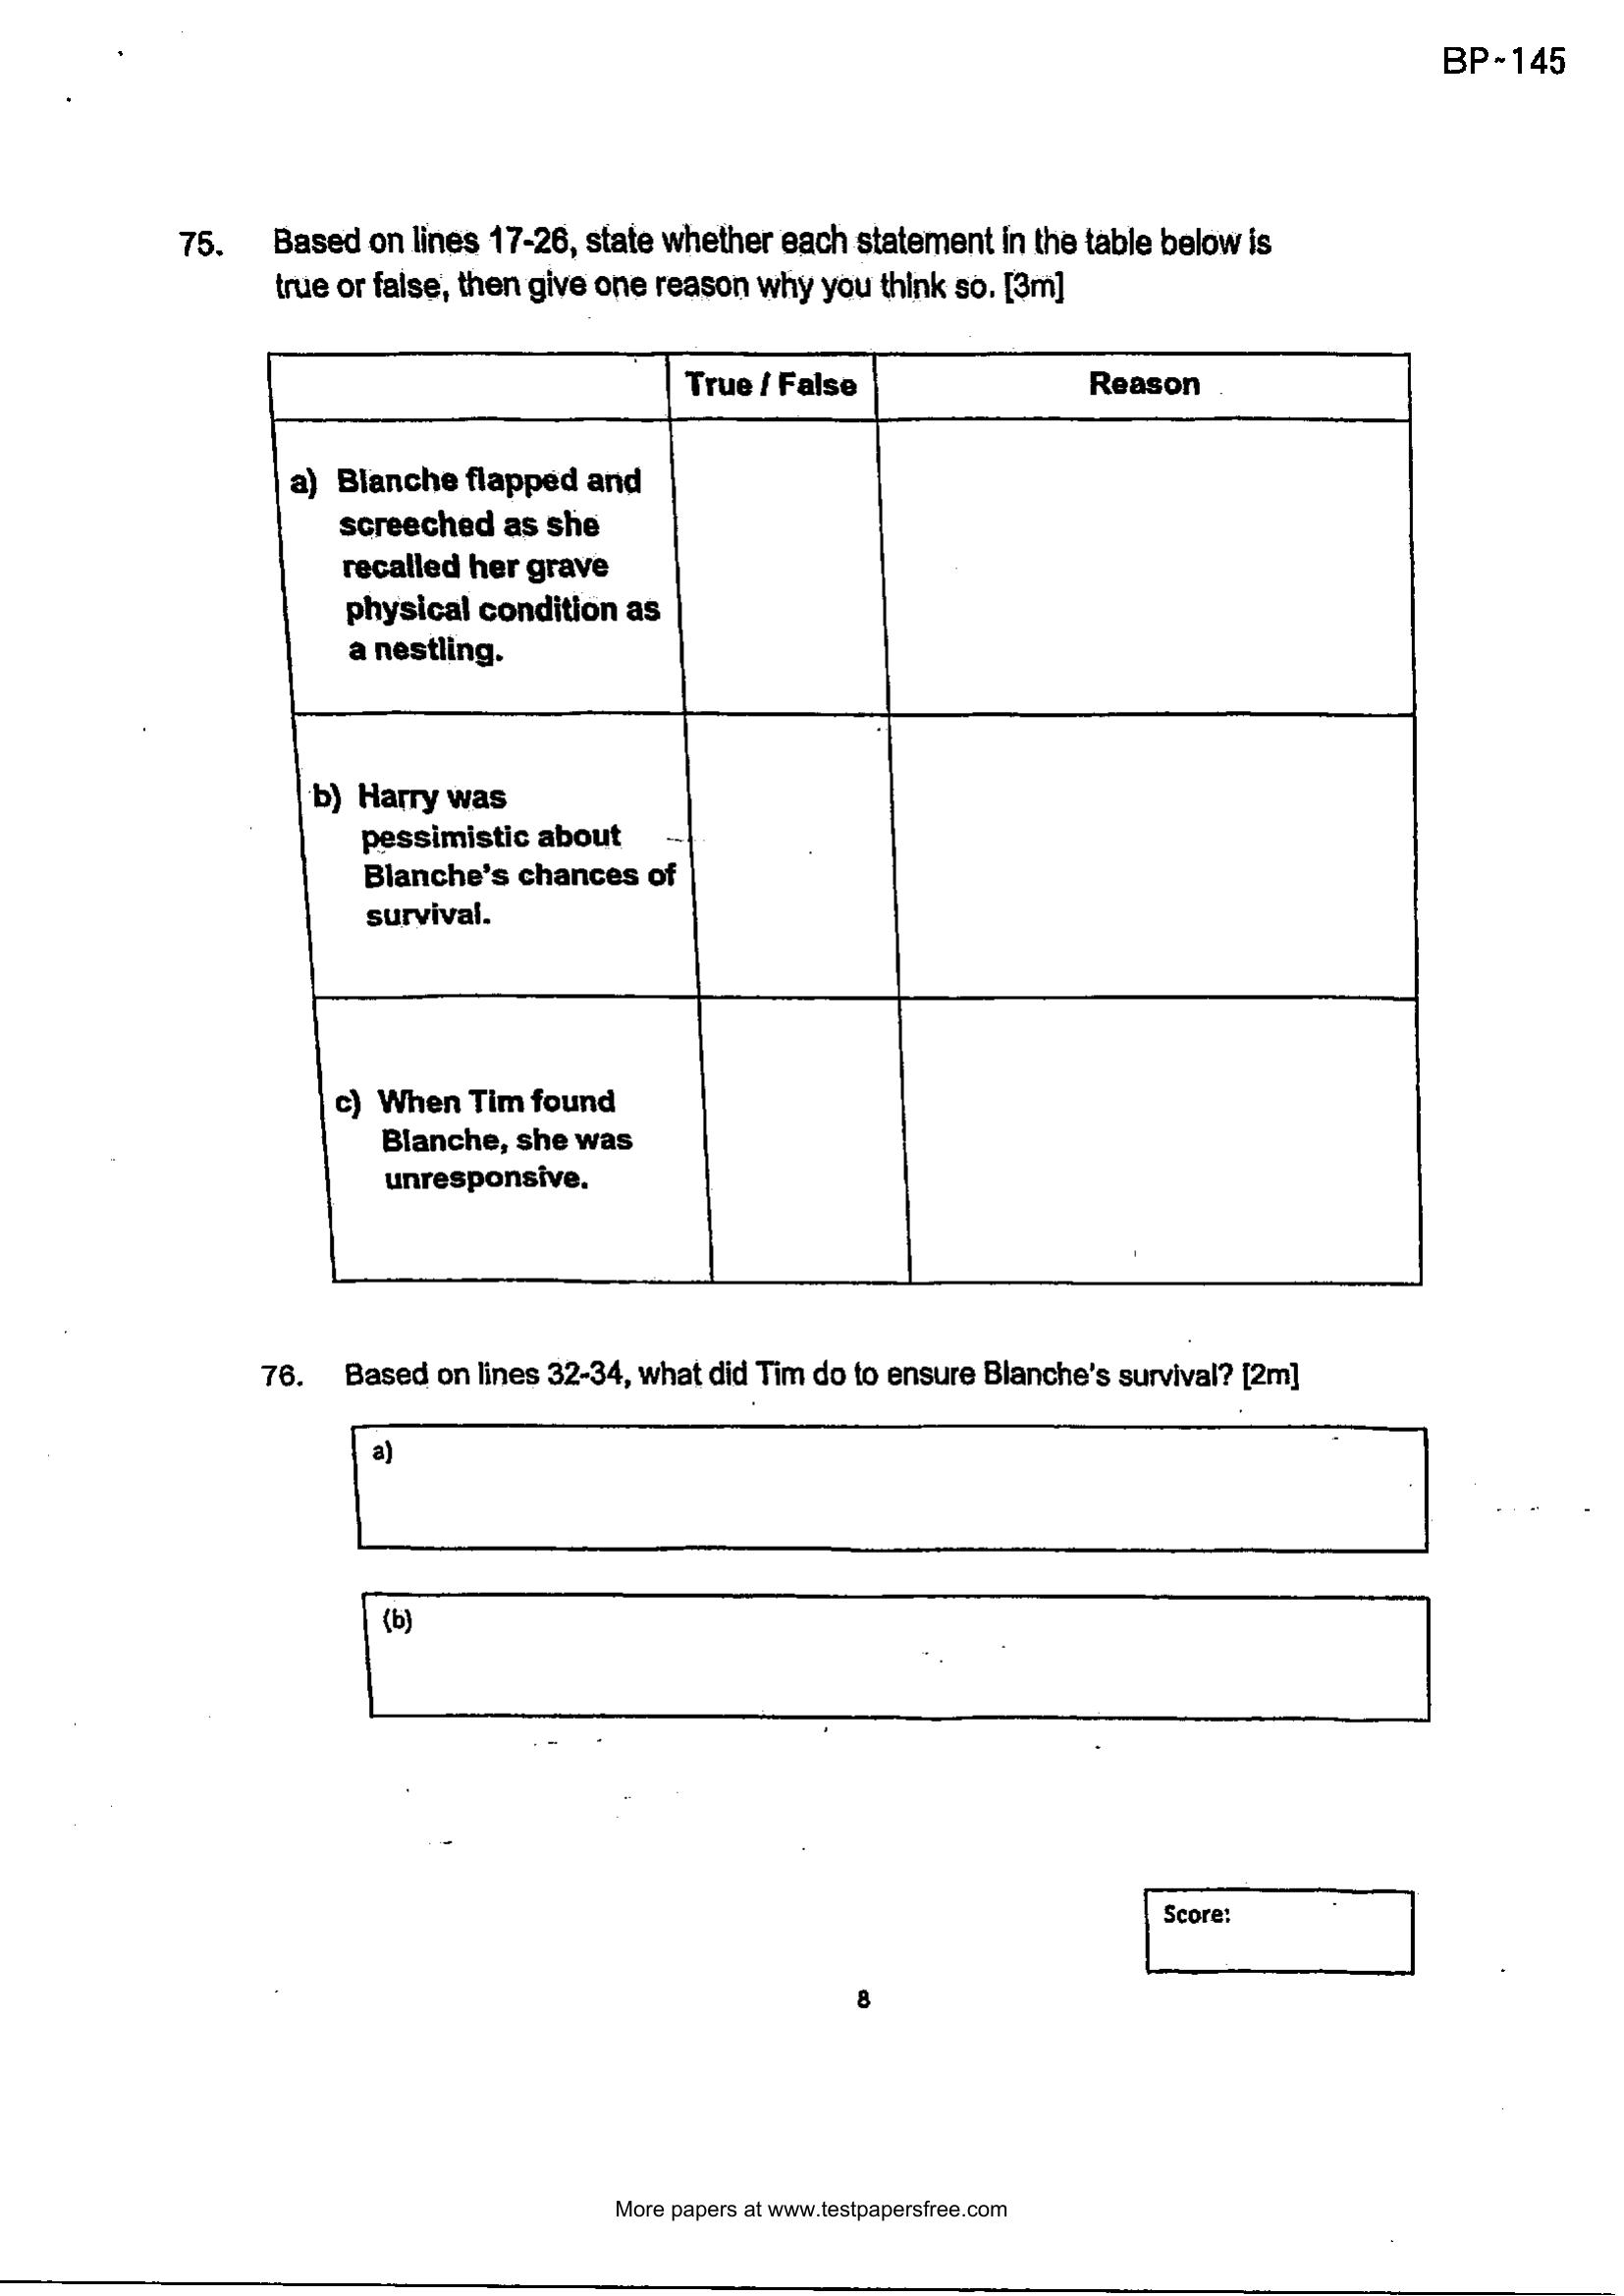 BP~145
75. Based on lines 17-26, state whether each statement in the table below is
true or false, then give one reason why you think so. [3m]
True / False Reason
a) Blanche flapped and
screeched as she
recalled her grave
physical condition as
a nestling.
b) Harry was
pessimistic about
Blanche's chances of
survival.
c) When Tim found
Blanche, she was
unresponsive.
76. Based on lines 32-34, what did Tim do to ensure Blanche's survival? [2m]
a)
(b)
Score:
8
More papers at www.testpapersfree.com